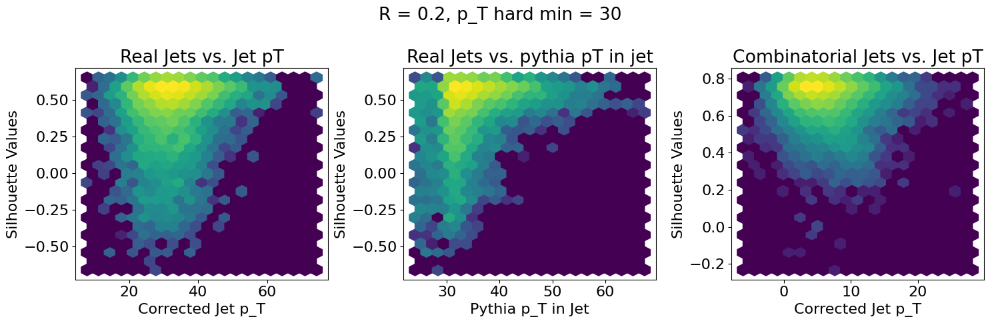 R = 0.2, p_T hard min = 30
Real Jets vs. Jet pT
Silhouette Values
0.50
0.25
0.00
−0.25
−0.50
20
40
60
Corrected Jet p_T
Real Jets vs. pythia pT in jet
Silhouette Values
0.50
0.25
0.00
−0.25
−0.50
30
40
50
60
Pythia p_T in Jet
Combinatorial Jets vs. Jet pT
Silhouette Values
0.8
0.6
0.4
0.2
0.0
−0.2
0
10
20
Corrected Jet p_T